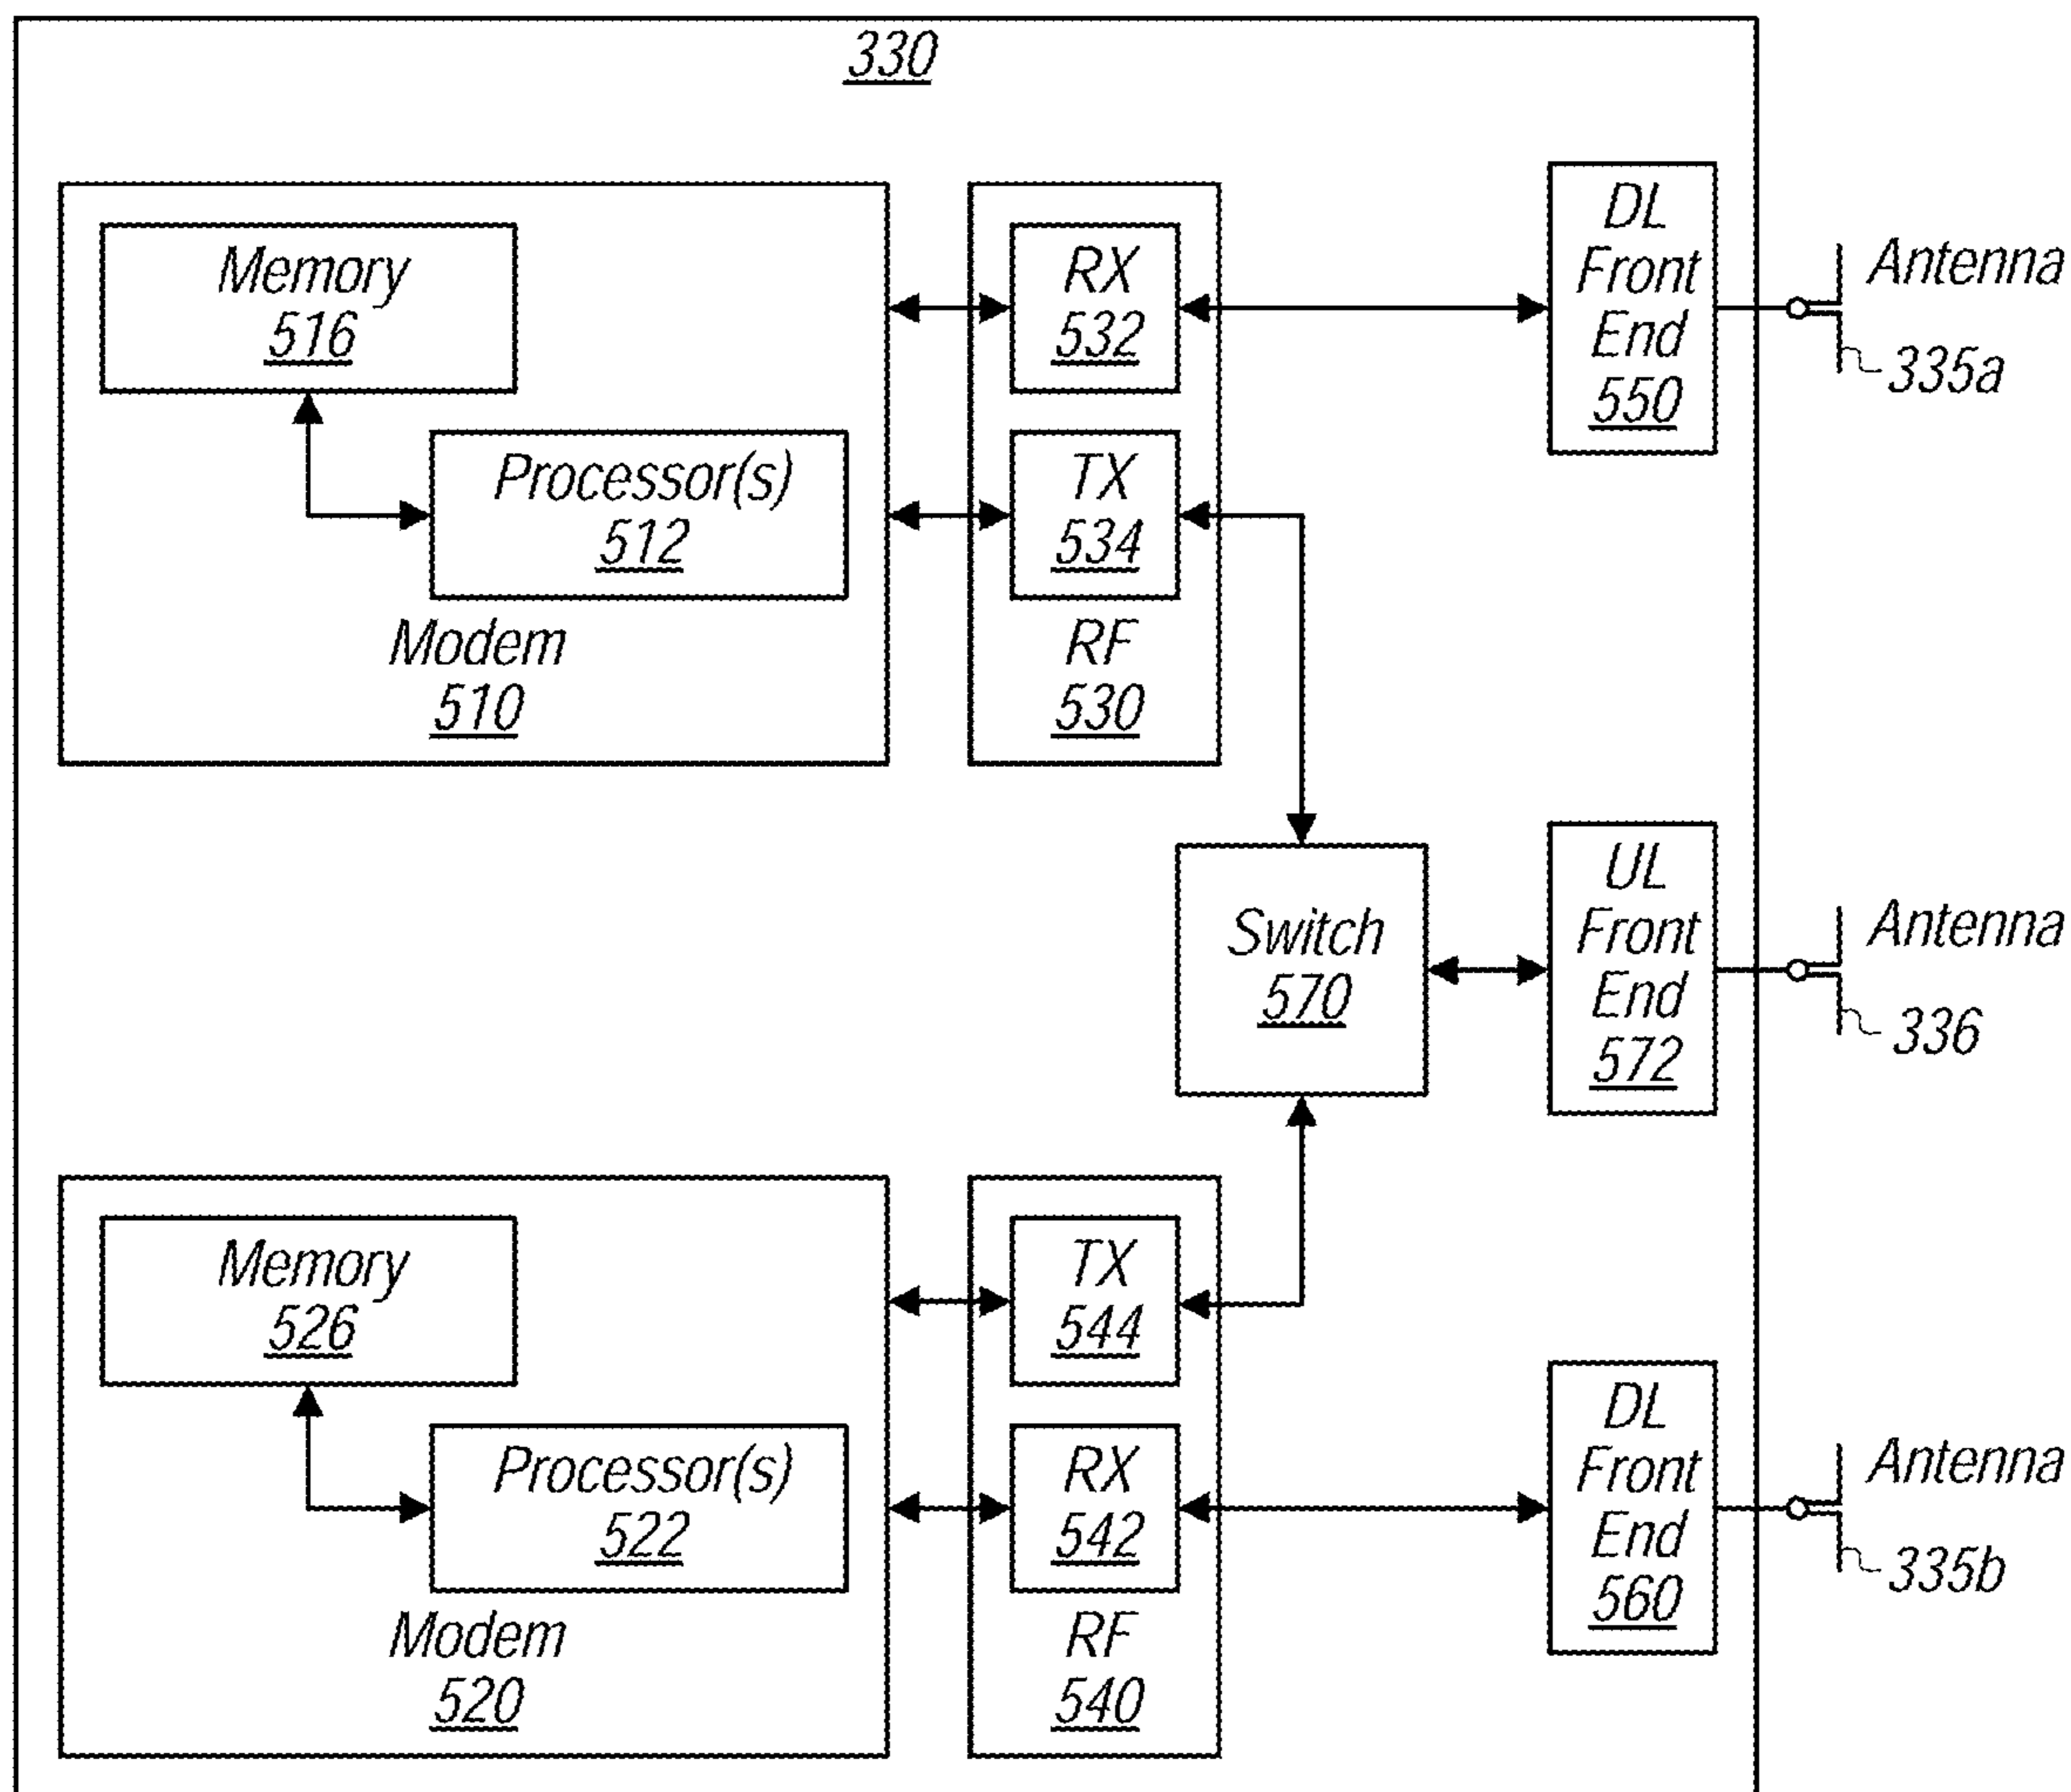 330
Memory
516
Processor(s)
512
Modem
510
RX
532
TX
534
RF
530
DL
Front
End
550
Antenna
335a
Switch
570
UL
Front
End
572
Antenna
336
Memory
526
Processor(s)
522
Modem
520
TX
544
RX
542
RF
540
DL
Front
End
560
Antenna
335b